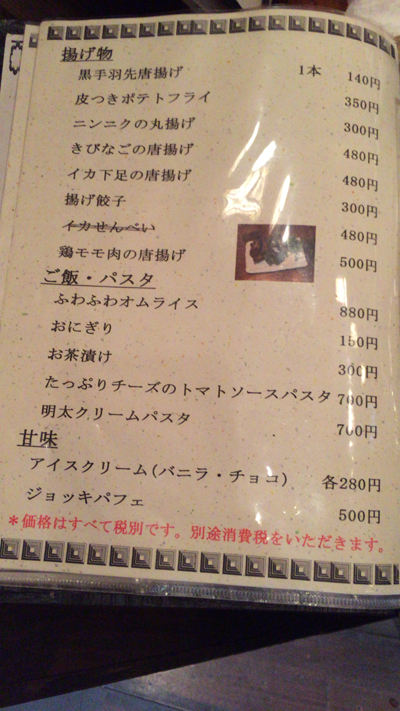 揚げ物
黒手羽先唐揚げ 1本 140円
皮つきポテトフライ 350円
ニンニクの丸揚げ 300円
きびなごの唐揚げ 480円
イカ下足の唐揚げ 480円
揚げ餃子 300円
イカせんべい 480円
鶏モモ肉の唐揚げ 500円
ご飯・パスタ
ふわふわオムライス 880円
おにぎり 150円
お茶漬け 300円
たっぷりチーズのトマトソースパスタ 700円
明太クリームパスタ 700円
甘味
アイスクリーム(バニラ・チョコ) 各280円
ジョッキパフェ 500円
*価格はすべて税別です。別途消費税をいただきます。